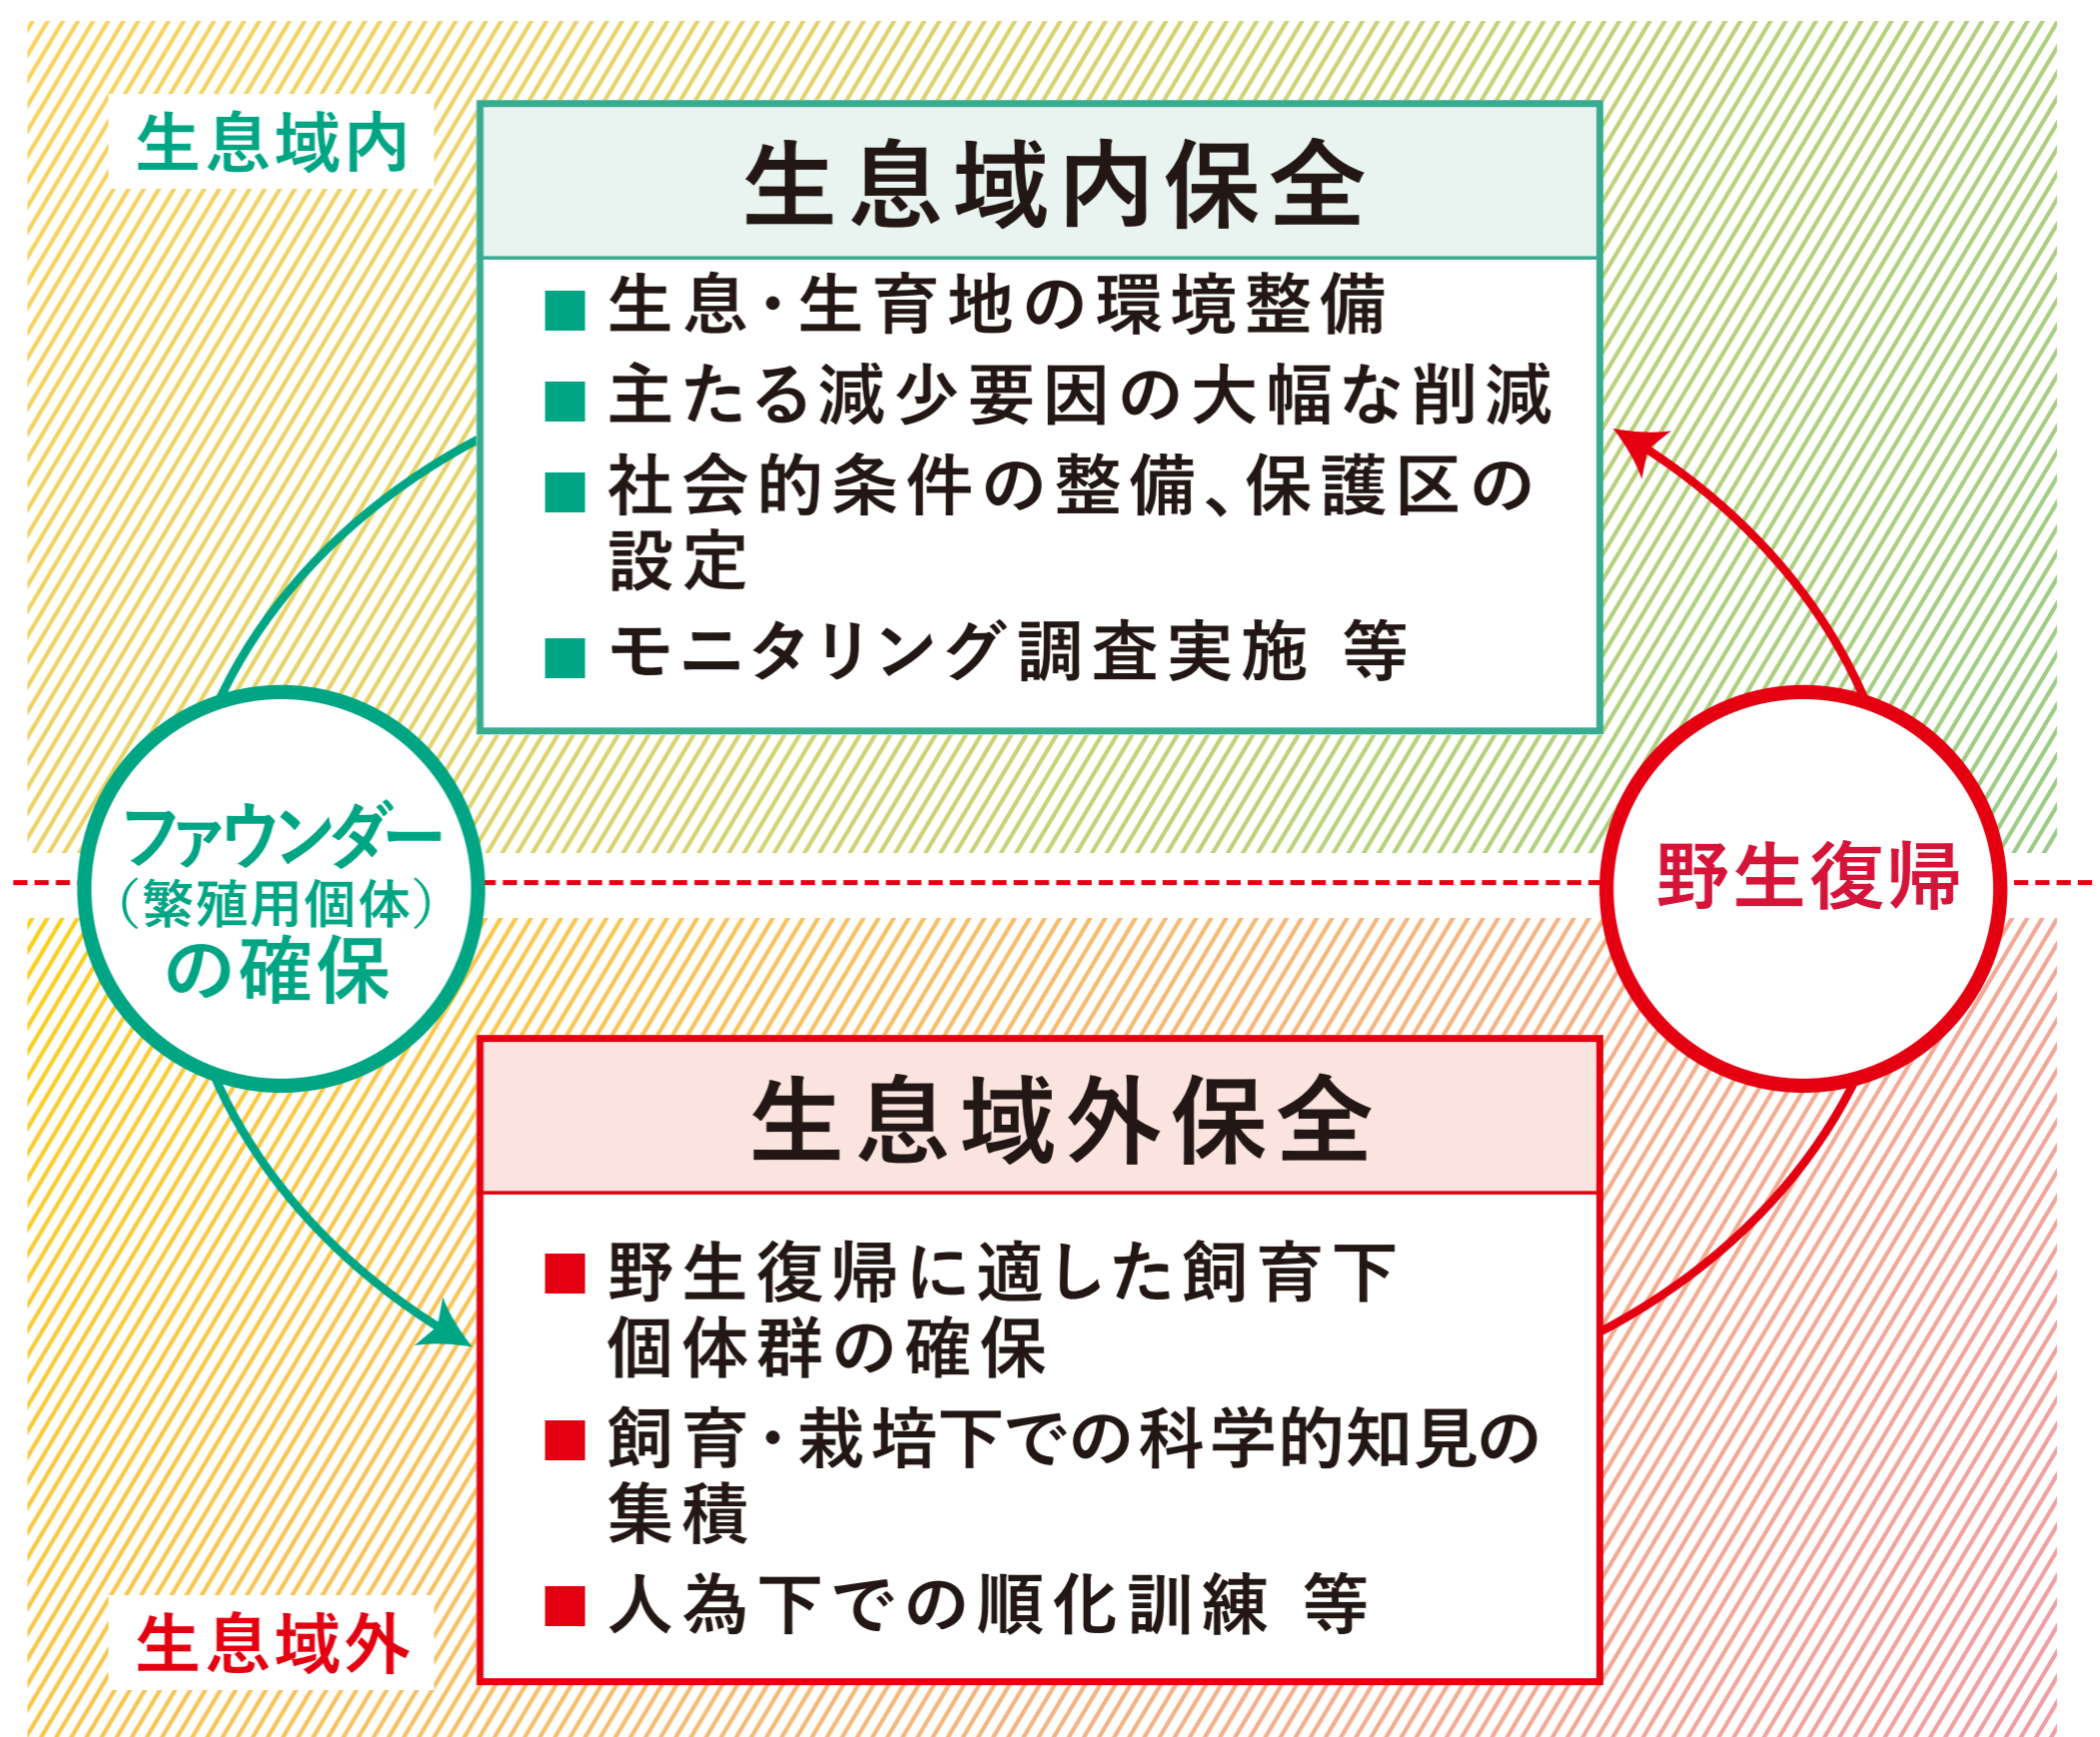 生息域内
生息域内保全
■ 生息・生育地の環境整備
■ 主たる減少要因の大幅な削減
■ 社会的条件の整備、保護区の
設定
■ モニタリング調査実施 等
ファウンダー
（繁殖用個体）
の確保
野生復帰
生息域外保全
■ 野生復帰に適した飼育下
個体群の確保
■ 飼育・栽培下での科学的知見の
集積
■ 人為下での順化訓練 等
生息域外